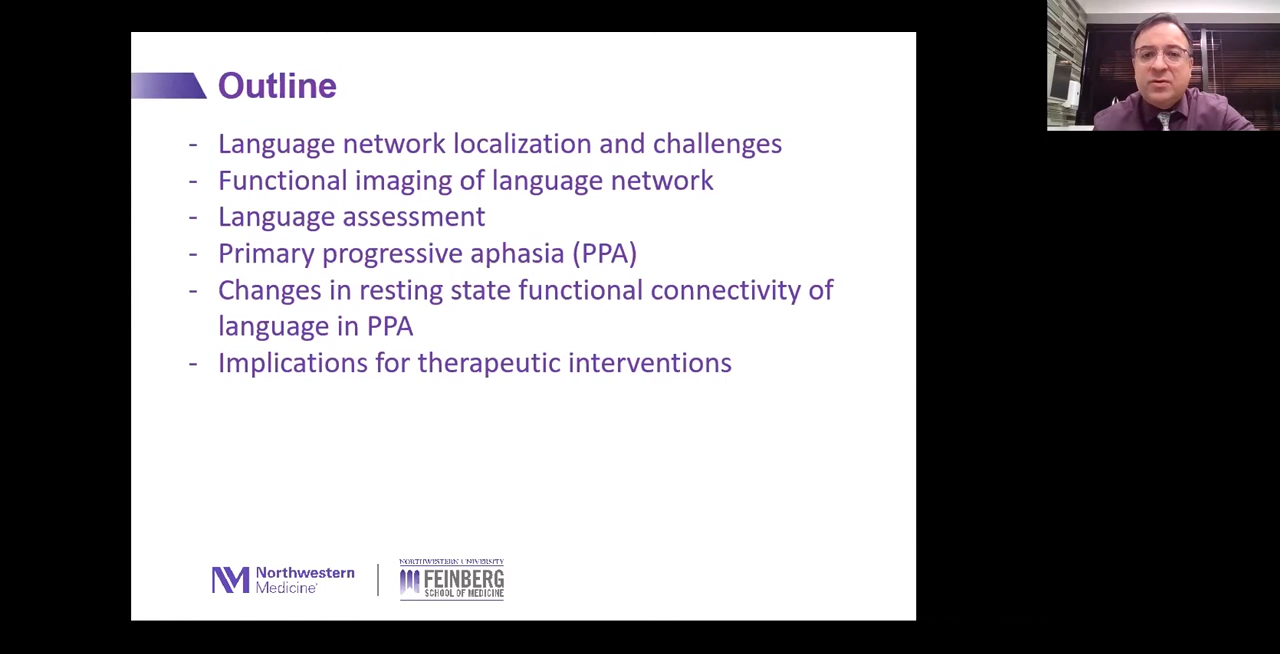 Outline
- Language network localization and challenges
- Functional imaging of language network
- Language assessment
- Primary progressive aphasia (PPA)
- Changes in resting state functional connectivity of
language in PPA
- Implications for therapeutic interventions
Northwestern
Medicine
NORTHWESTERN UNIVERSITY
FEINBERG
SCHOOL OF MEDICINE